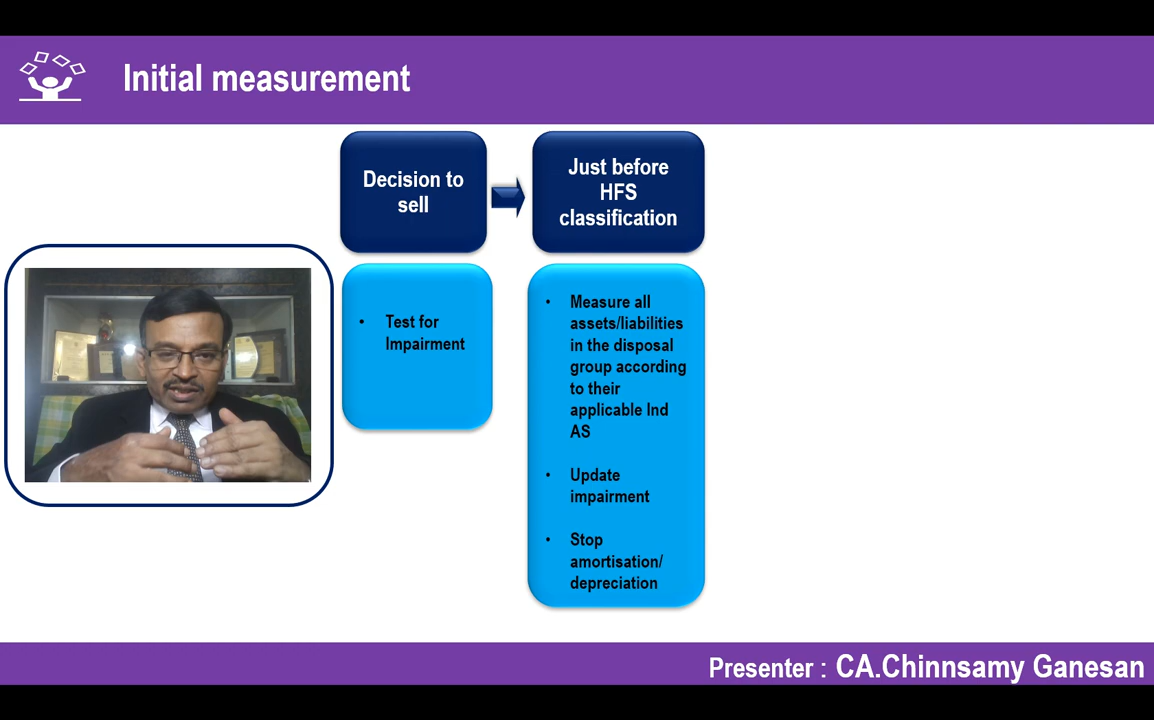 Initial measurement
Decision to
sell
Just before
HFS
classification
• Test for
Impairment
• Measure all
assets/liabilities
in the disposal
group according
to their
applicable Ind
AS
• Update
impairment
• Stop
amortisation/
depreciation
Presenter : CA.Chinnsamy Ganesan